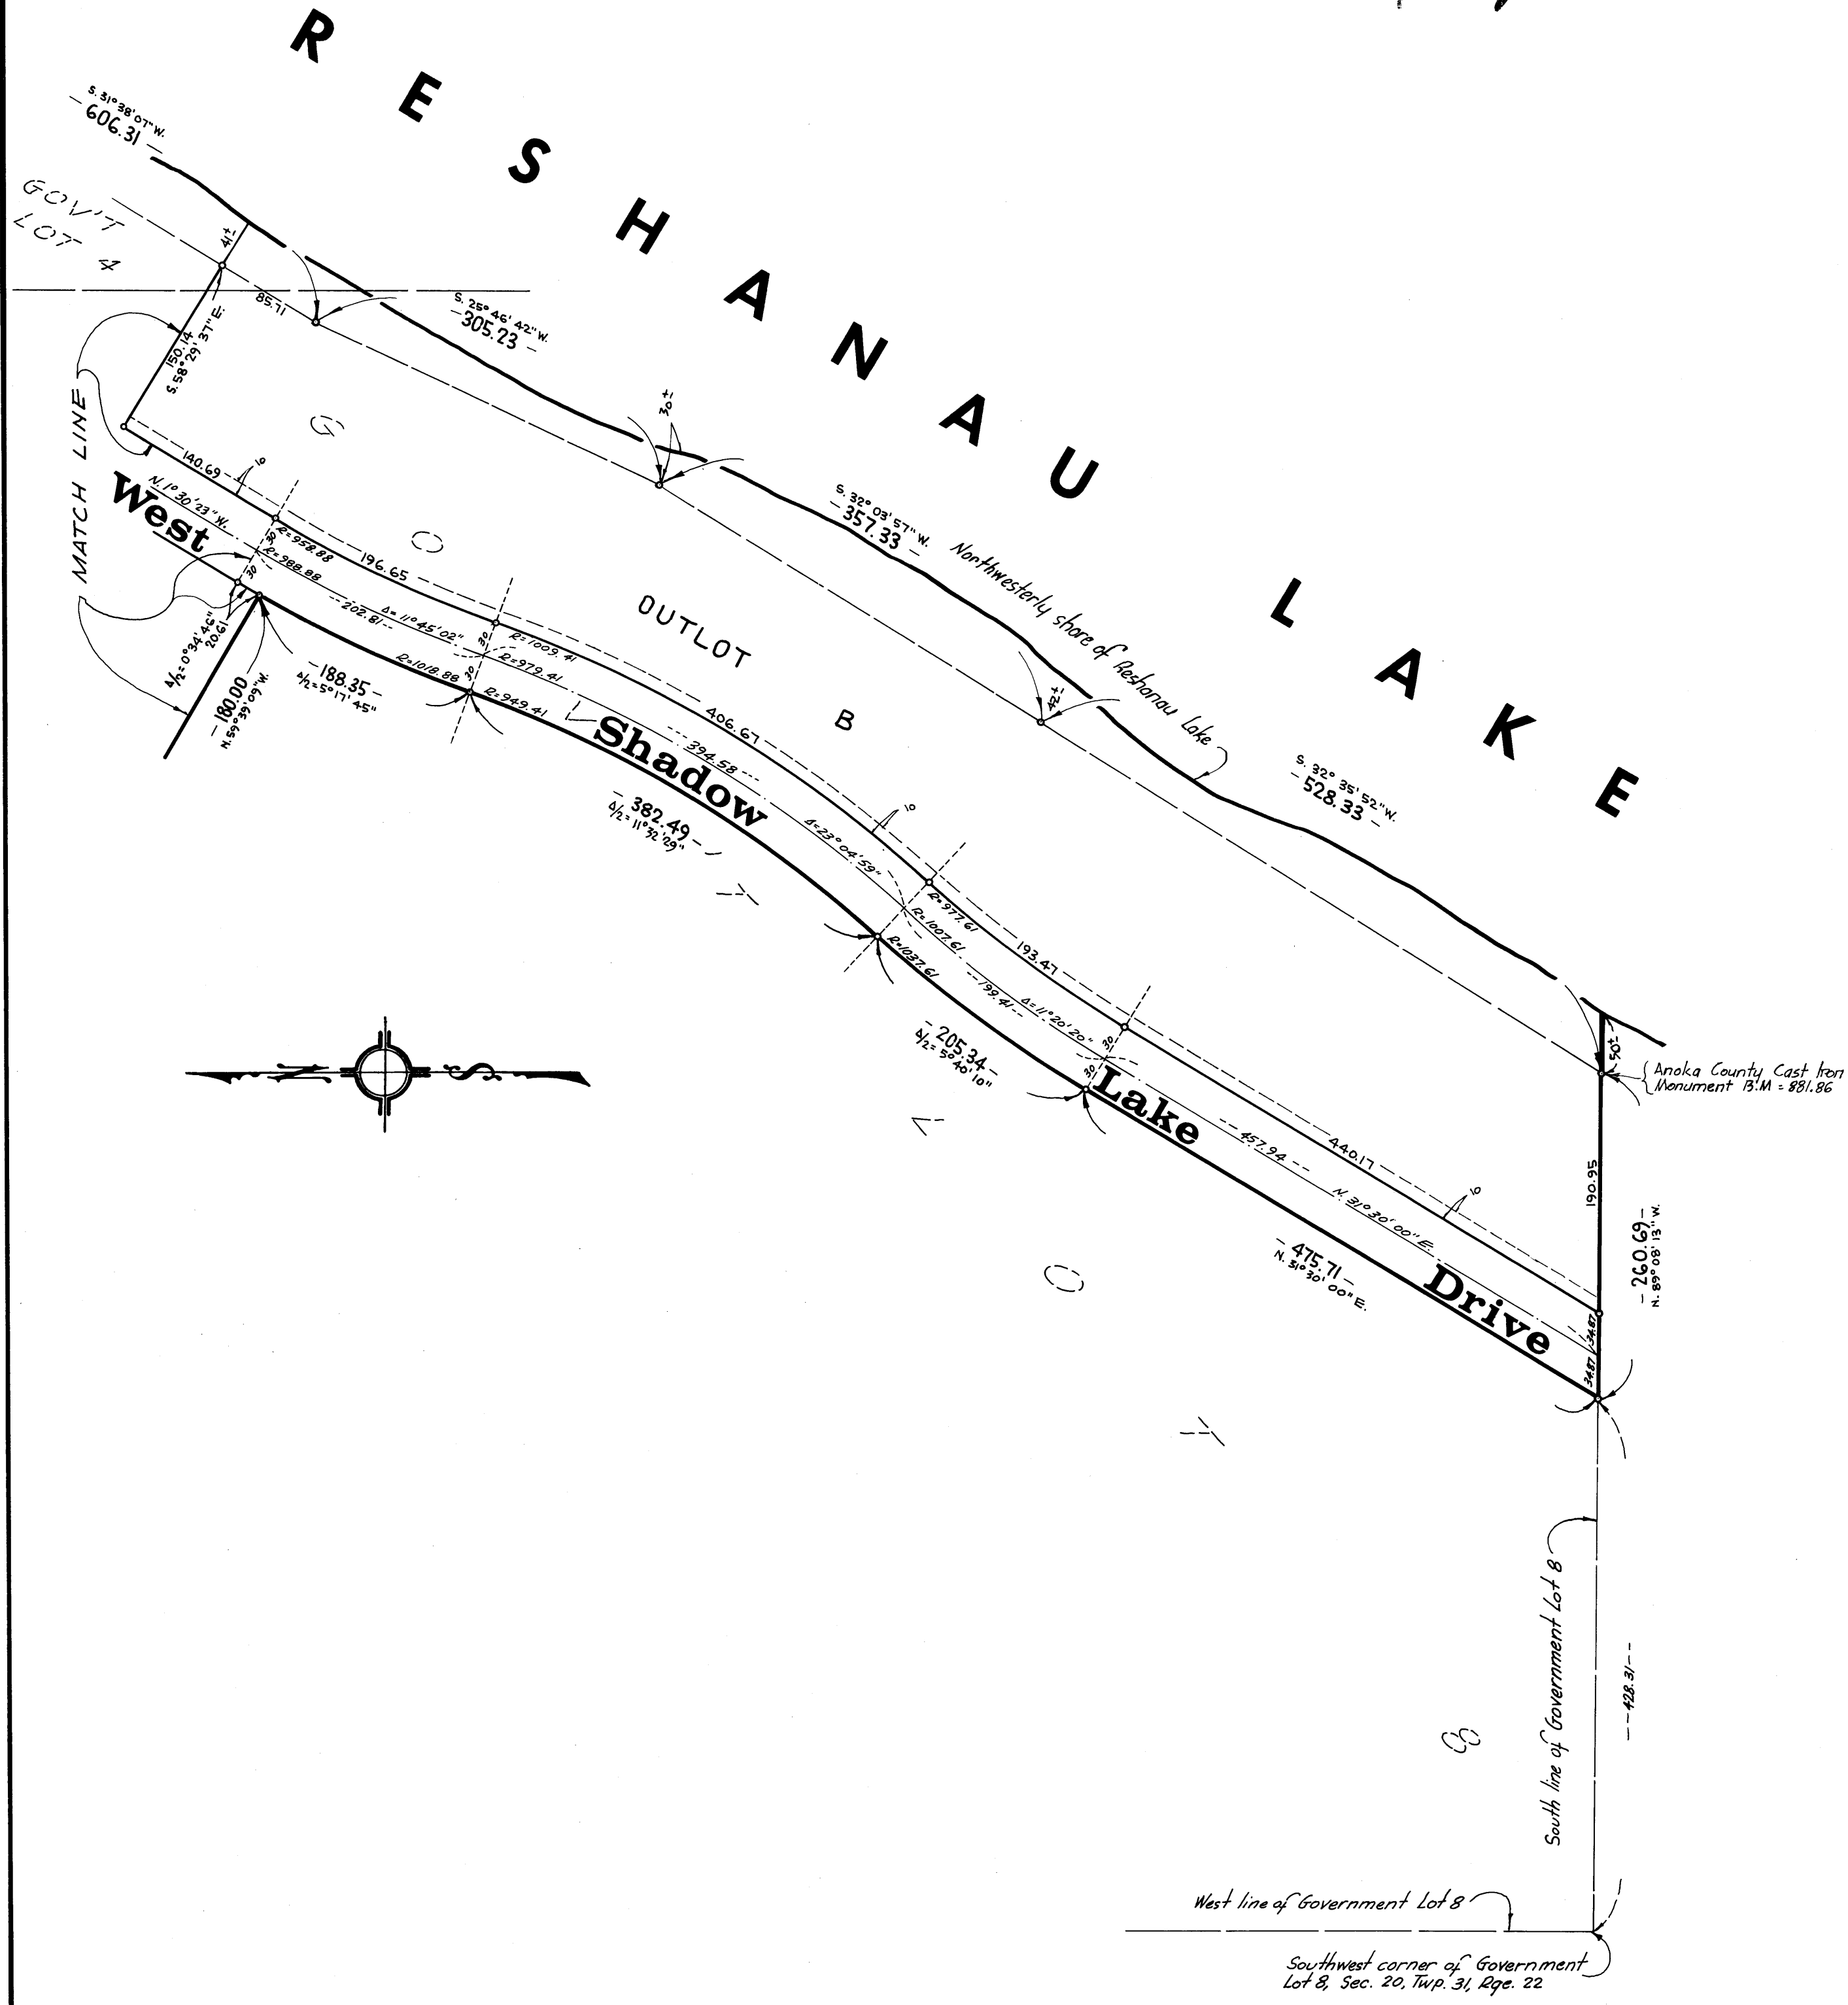 RESHANAU LAKE
S. 31° 38' 07" W.
606.31
GOV'T
LOT 4
41±
85.71
S. 25° 46' 42" W.
305.23
150.14
S. 58° 29' 37" E.
30±
MATCH LINE
140.69
10
N. 1° 30' 23" W.
West
30
30
R=958.88
R=988.88
196.65
Δ= 11° 45' 02"
202.81
R=1018.88
Δ/2= 0° 34' 46"
20.61
180.00
N. 59° 39' 09" W.
188.35
Δ/2= 5° 17' 45"
30
30
R=1009.41
R=979.41
R=949.41
GOV'T
OUTLOT
B
S. 32° 03' 57" W.
357.33
Northwesterly shore of Reshanau Lake
42±
S. 32° 35' 52" W.
528.33
406.67
394.58
Shadow
Δ=23° 04' 59"
10
382.49
Δ/2= 11° 32' 29"
R=977.61
R=1007.61
R=1037.61
193.47
199.41
Δ=11° 20' 20"
205.34
Δ/2= 5° 40' 10"
30
30
Lake
457.94
440.17
10
N. 31° 30' 00" E.
475.71
N. 31° 30' 00" E.
Drive
50±
Anoka County Cast Iron
Monument B.M = 881.86
190.95
260.69
N. 89° 08' 13" W.
34.87
34.87
LOT
8
N
S
South line of Government Lot 8
428.31
West line of Government Lot 8
Southwest corner of Government
Lot 8, Sec. 20, Twp. 31, Rge. 22